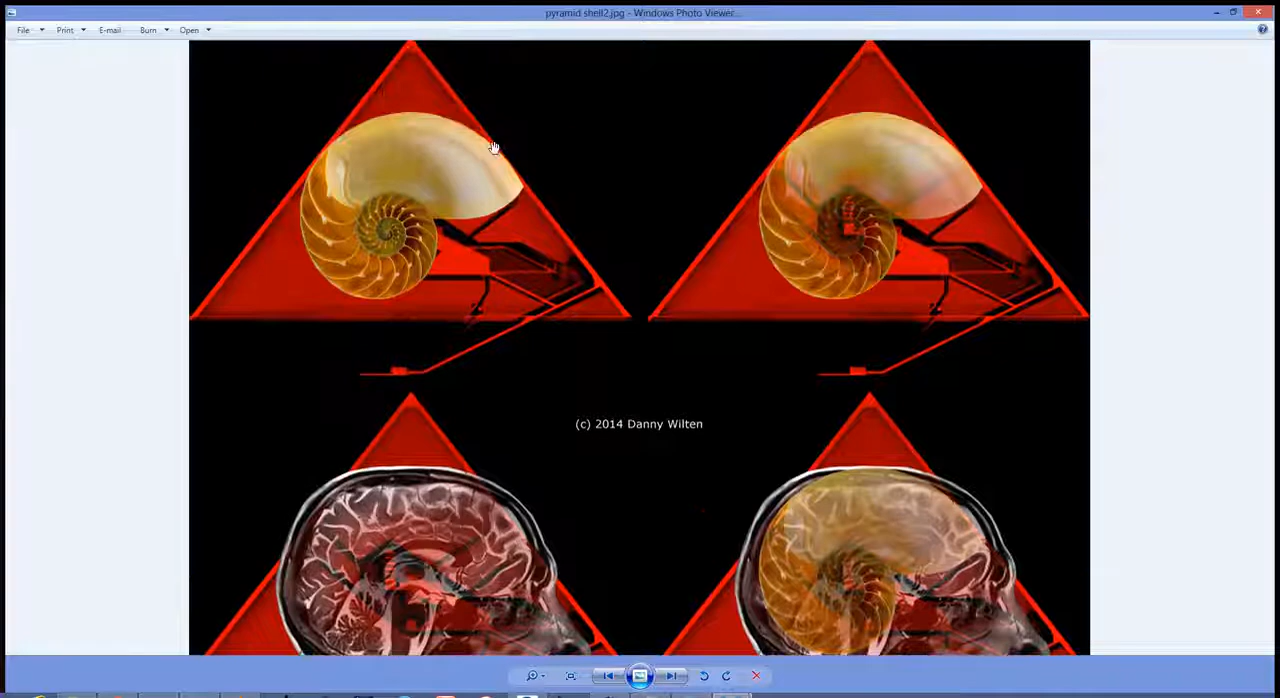 pyramid shell2.jpg - Windows Photo Viewer...
File Print E-mail Burn Open
(c) 2014 Danny Wilten